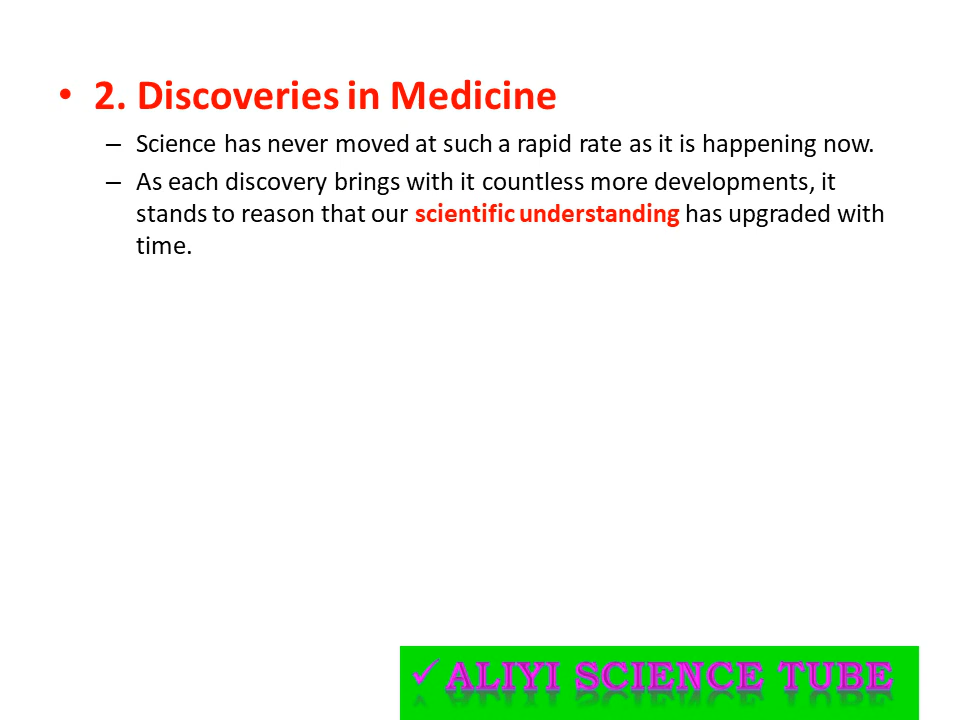 • 2. Discoveries in Medicine
– Science has never moved at such a rapid rate as it is happening now.
– As each discovery brings with it countless more developments, it
stands to reason that our scientific understanding has upgraded with
time.
✓ ALIYI SCIENCE TUBE